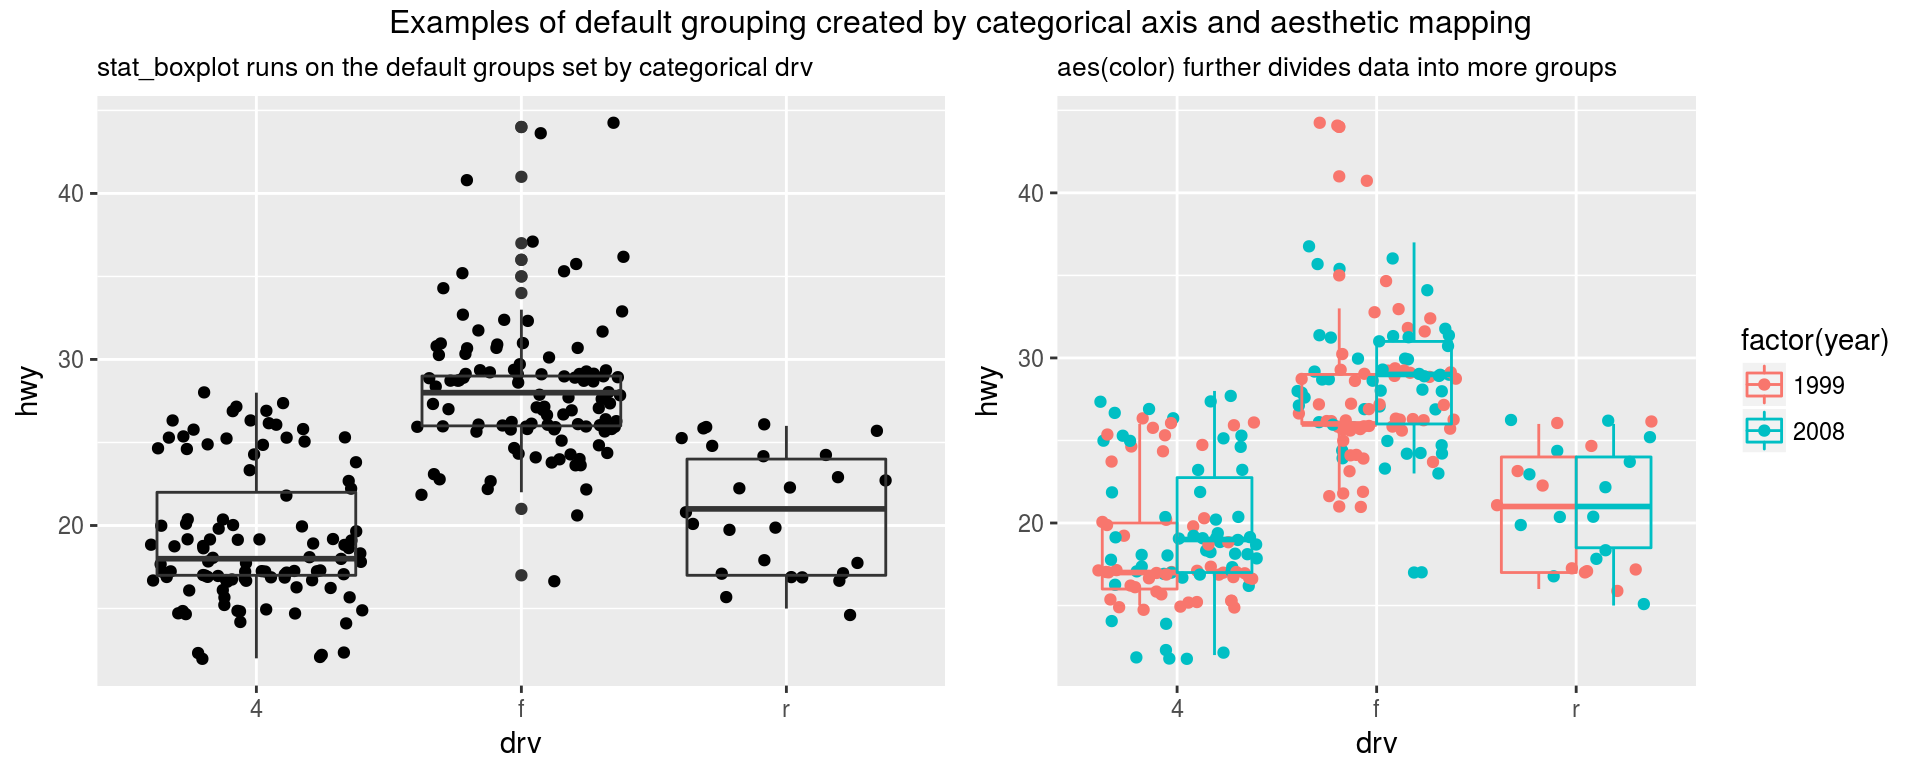 Examples of default grouping created by categorical axis and aesthetic mapping
stat_boxplot runs on the default groups set by categorical drv
hwy
40
30
20
4 f r
drv
aes(color) further divides data into more groups
hwy
40
30
20
4 f r
drv
factor(year)
1999
2008